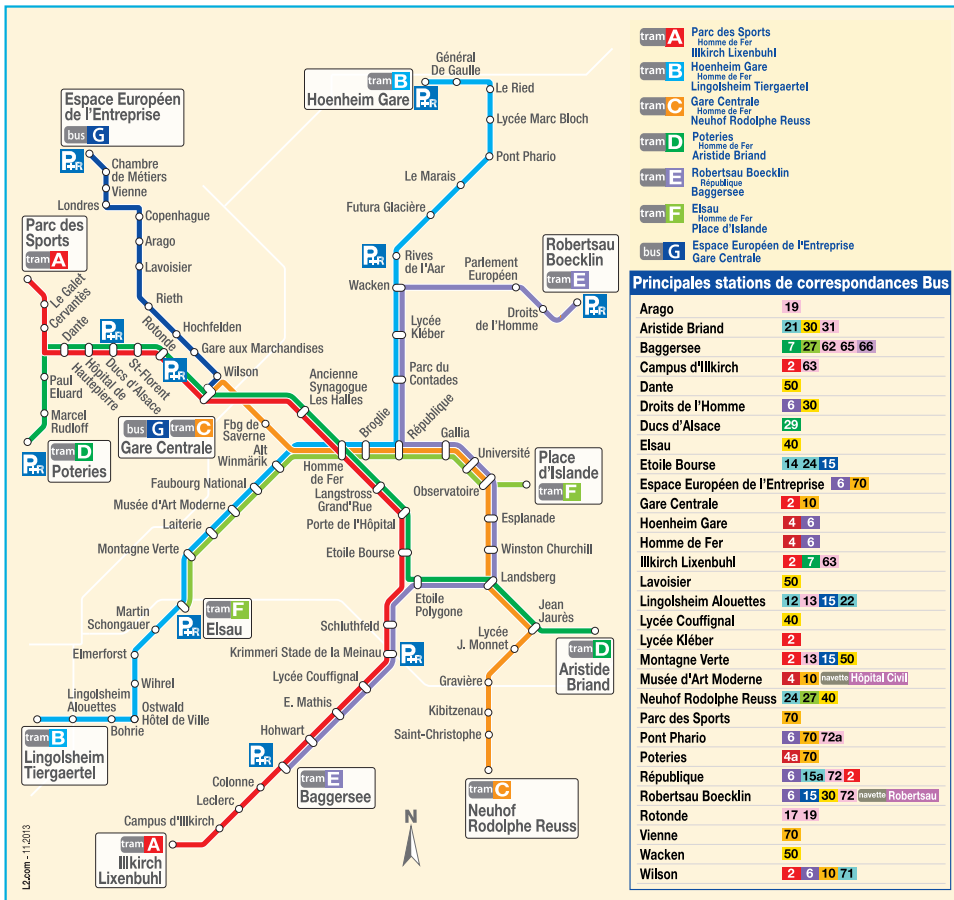 tram B
Hoenheim Gare
P+R
Général
De Gaulle
Le Ried
Lycée Marc Bloch
Pont Phario
Le Marais
Futura Glacière
P+R
Rives
de l'Aar
Wacken
Lycée
Kléber
Parc du
Contades
Parlement
Européen
Droits
de l'Homme
Robertsau
Boecklin
tram E
P+R
Espace Européen
de l'Entreprise
bus G
P+R
Chambre
de Métiers
Vienne
Londres
Copenhague
Arago
Lavoisier
Rieth
Hochfelden
Gare aux Marchandises
Wilson
Parc des
Sports
tram A
Le Galet
Cervantès
Dante
Hôpital de
Hautepierre
Ducs d'Alsace
St-Florent
Rotonde
P+R
P+R
Paul
Eluard
Marcel
Rudloff
P+R
tram D
Poteries
bus G tram C
Gare Centrale
Ancienne
Synagogue
Les Halles
Fbg de
Saverne
Alt
Winmärik
Faubourg National
Musée d'Art Moderne
Laiterie
Montagne Verte
Broglie
République
Gallia
Université
Observatoire
Place
d'Islande
tram F
Homme
de Fer
Langstross
Grand'Rue
Porte de l'Hôpital
Etoile Bourse
Esplanade
Winston Churchill
Landsberg
Etoile
Polygone
Jean
Jaurès
Lycée
J. Monnet
tram D
Aristide
Briand
Gravière
Kibitzenau
Saint-Christophe
tram C
Neuhof
Rodolphe Reuss
Martin
Schongauer
P+R
tram F
Elsau
Elmerforst
Wihrel
Ostwald
Hôtel de Ville
Lingolsheim
Alouettes
Bohrie
tram B
Lingolsheim
Tiergaertel
Schluthfeld
Krimmeri Stade de la Meinau
P+R
Lycée Couffignal
E. Mathis
Hohwart
P+R
tram E
Baggersee
Colonne
Leclerc
Campus d'Illkirch
tram A
Illkirch
Lixenbuhl
N
L2.com - 11.2013
tram A Parc des Sports
Homme de Fer
Illkirch Lixenbuhl
tram B Hoenheim Gare
Homme de Fer
Lingolsheim Tiergaertel
tram C Gare Centrale
Homme de Fer
Neuhof Rodolphe Reuss
tram D Poteries
Homme de Fer
Aristide Briand
tram E Robertsau Boecklin
République
Baggersee
tram F Elsau
Homme de Fer
Place d'Islande
bus G Espace Européen de l'Entreprise
Gare Centrale
Principales stations de correspondances Bus
Arago 19
Aristide Briand 21 30 31
Baggersee 7 27 62 65 66
Campus d'Illkirch 2 63
Dante 50
Droits de l'Homme 6 30
Ducs d'Alsace 29
Elsau 40
Etoile Bourse 14 24 15
Espace Européen de l'Entreprise 6 70
Gare Centrale 2 10
Hoenheim Gare 4 6
Homme de Fer 4 6
Illkirch Lixenbuhl 2 7 63
Lavoisier 50
Lingolsheim Alouettes 12 13 15 22
Lycée Couffignal 40
Lycée Kléber 2
Montagne Verte 2 13 15 50
Musée d'Art Moderne 4 10 navette Hôpital Civil
Neuhof Rodolphe Reuss 24 27 40
Parc des Sports 70
Pont Phario 6 70 72a
Poteries 4a 70
République 6 15a 72 2
Robertsau Boecklin 6 15 30 72 navette Robertsau
Rotonde 17 19
Vienne 70
Wacken 50
Wilson 2 6 10 71